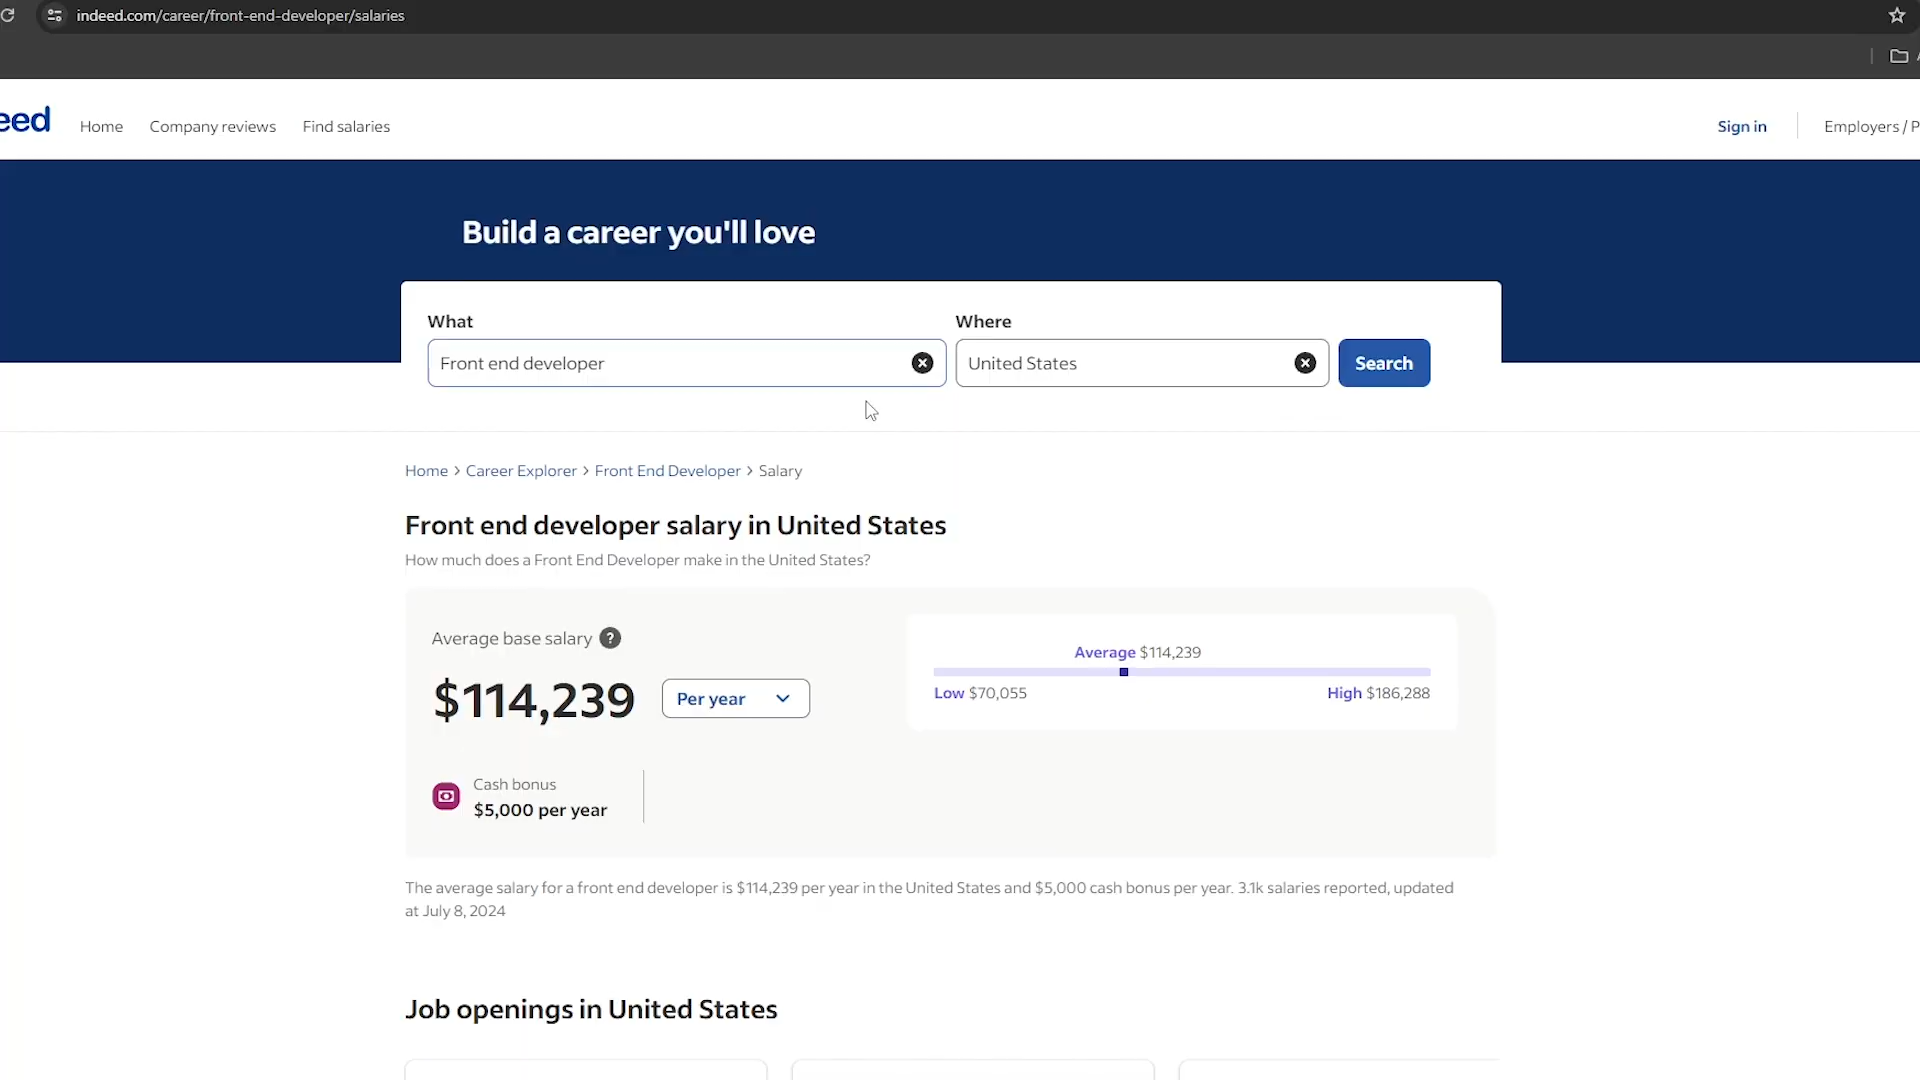 indeed.com/career/front-end-developer/salaries
eed
Home
Company reviews
Find salaries
Sign in
Employers / P
Build a career you'll love
What
Where
Front end developer
United States
Search
Home > Career Explorer > Front End Developer > Salary
Front end developer salary in United States
How much does a Front End Developer make in the United States?
Average base salary ?
$114,239
Per year
Average $114,239
Low $70,055
High $186,288
Cash bonus
$5,000 per year
The average salary for a front end developer is $114,239 per year in the United States and $5,000 cash bonus per year. 3.1k salaries reported, updated
at July 8, 2024
Job openings in United States